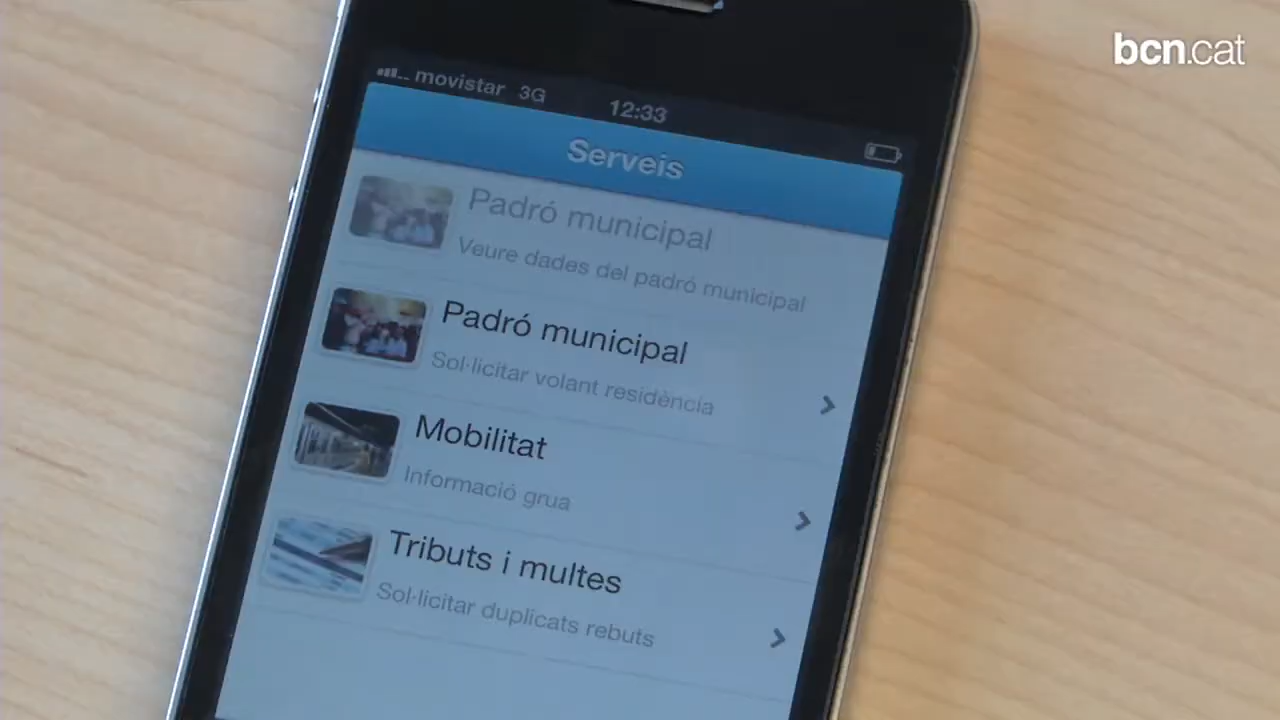 bcn.cat
movistar 3G 12:33
Serveis
Padró municipal
Veure dades del padró municipal
Padró municipal
Sol·licitar volant residència
Mobilitat
Informació grua
Tributs i multes
Sol·licitar duplicats rebuts